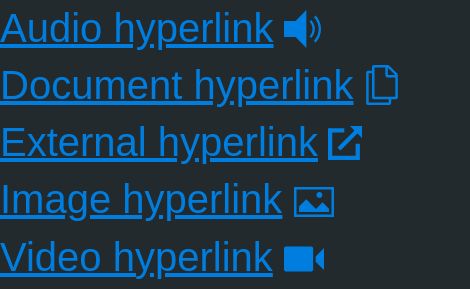 Audio hyperlink
Document hyperlink
External hyperlink
Image hyperlink
Video hyperlink